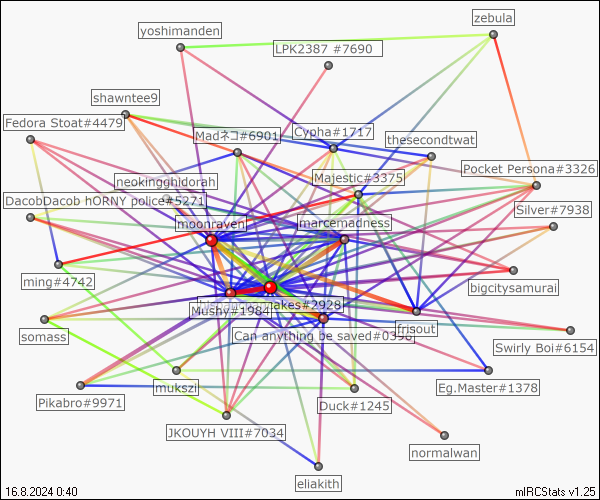 zebula
yoshimanden
LPK2387 #7690
shawntee9
Fedora Stoat#4479
Madネコ#6901
Cypha#1717
thesecondtwat
Pocket Persona#3326
Majestic#3375
neokingghidorah
DacobDacob hORNY police#5271
Silver#7938
moonraven
marcemadness
ming#4742
bigcitysamurai
akes#2928
Mushy#1984
frisout
somass
Can anything be saved#0398
Swirly Boi#6154
mukszi
Eg.Master#1378
Pikabro#9971
Duck#1245
JKOUYH VIII#7034
normalwan
eliakith
16.8.2024 0:40
mIRCStats v1.25